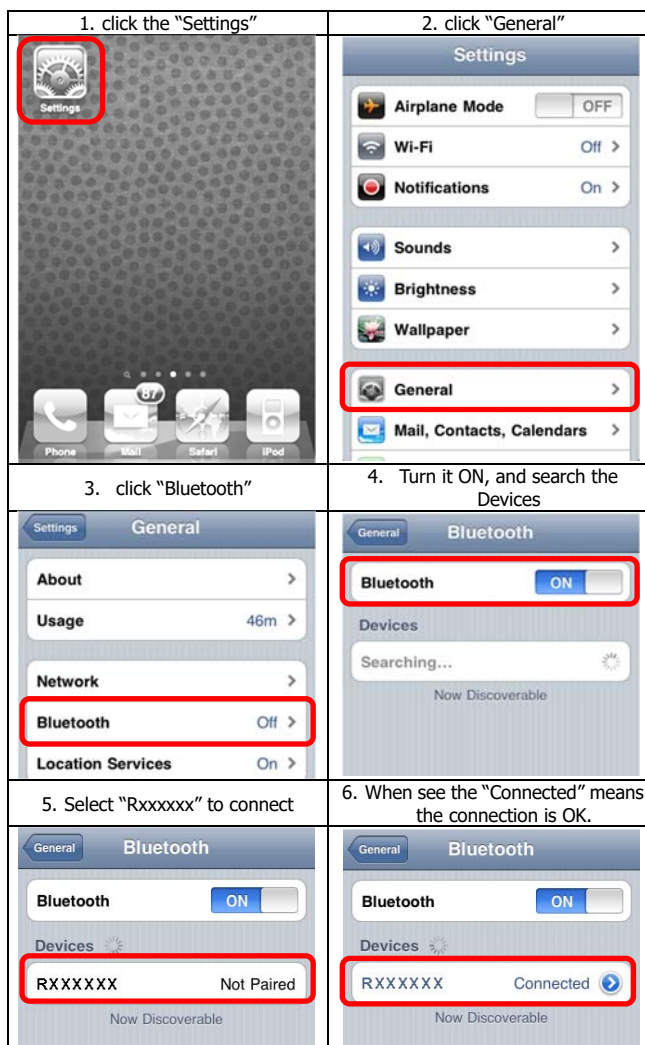 1. click the “Settings”
Settings
87
Phone
Mail
Safari
iPod
2. click “General”
Settings
Airplane Mode OFF
Wi-Fi Off
Notifications On
Sounds
Brightness
Wallpaper
General
Mail, Contacts, Calendars
3. click “Bluetooth”
Settings General
About
Usage 46m
Network
Bluetooth Off
Location Services On
4. Turn it ON, and search the
Devices
General Bluetooth
Bluetooth ON
Devices
Searching...
Now Discoverable
5. Select “Rxxxxxx” to connect
General Bluetooth
Bluetooth ON
Devices
RXXXXXX Not Paired
Now Discoverable
6. When see the “Connected” means
the connection is OK.
General Bluetooth
Bluetooth ON
Devices
RXXXXXX Connected
Now Discoverable